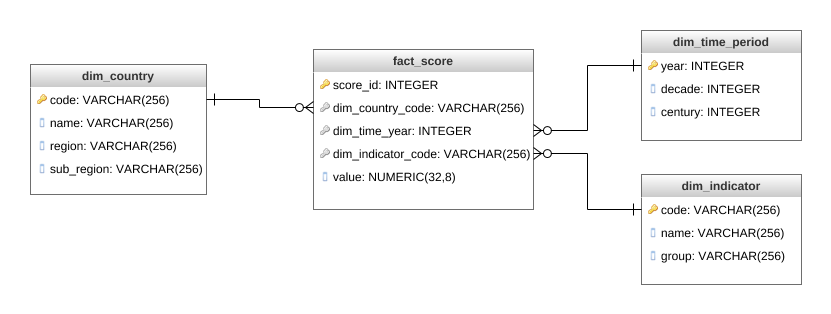 dim_country
code: VARCHAR(256)
name: VARCHAR(256)
region: VARCHAR(256)
sub_region: VARCHAR(256)
fact_score
score_id: INTEGER
dim_country_code: VARCHAR(256)
dim_time_year: INTEGER
dim_indicator_code: VARCHAR(256)
value: NUMERIC(32,8)
dim_time_period
year: INTEGER
decade: INTEGER
century: INTEGER
dim_indicator
code: VARCHAR(256)
name: VARCHAR(256)
group: VARCHAR(256)